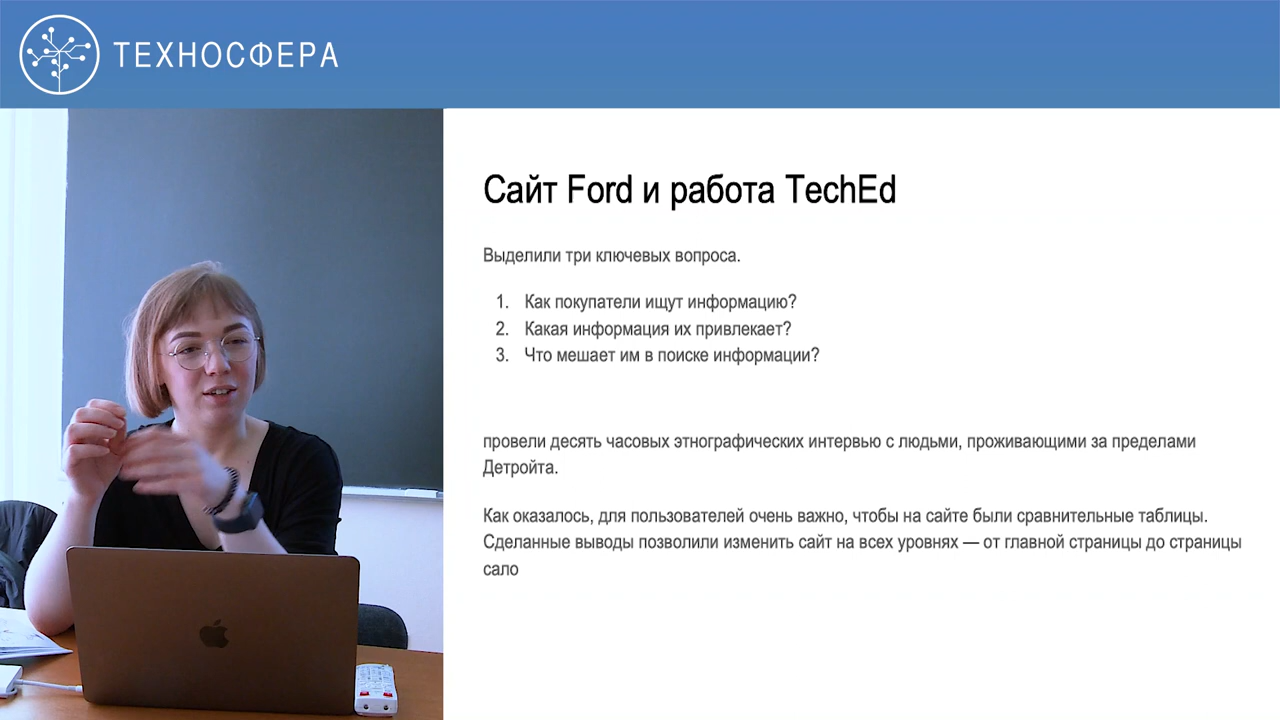 ТЕХНОСФЕРА
Сайт Ford и работа TechEd
Выделили три ключевых вопроса.
1. Как покупатели ищут информацию?
2. Какая информация их привлекает?
3. Что мешает им в поиске информации?
провели десять часовых этнографических интервью с людьми, проживающими за пределами
Детройта.
Как оказалось, для пользователей очень важно, чтобы на сайте были сравнительные таблицы.
Сделанные выводы позволили изменить сайт на всех уровнях — от главной страницы до страницы
сало